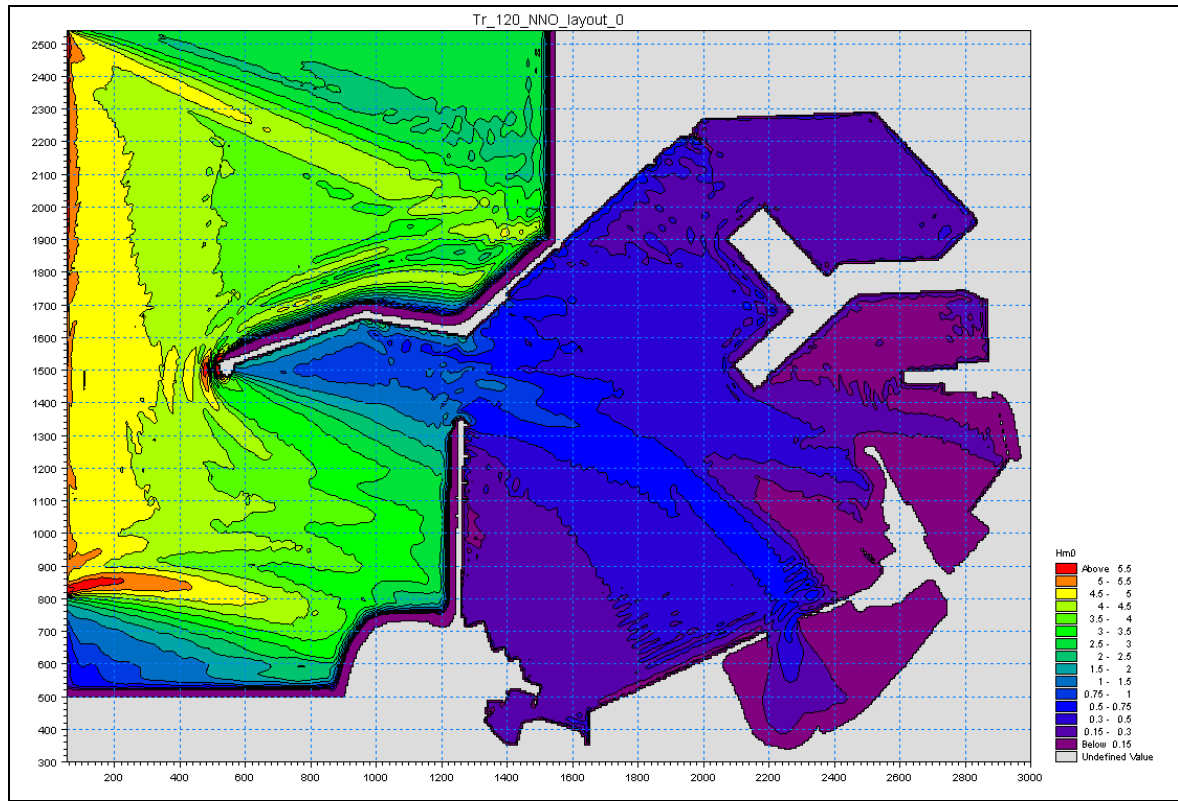 Tr_120_NNO_layout_0
2500
2400
2300
2200
2100
2000
1900
1800
1700
1600
1500
1400
1300
1200
1100
1000
900
800
700
600
500
400
300
200 400 600 800 1000 1200 1400 1600 1800 2000 2200 2400 2600 2800 3000
Hm0
Above 5.5
5 - 5.5
4.5 - 5
4 - 4.5
3.5 - 4
3 - 3.5
2.5 - 3
2 - 2.5
1.5 - 2
1 - 1.5
0.75 - 1
0.5 - 0.75
0.3 - 0.5
0.15 - 0.3
Below 0.15
Undefined Value